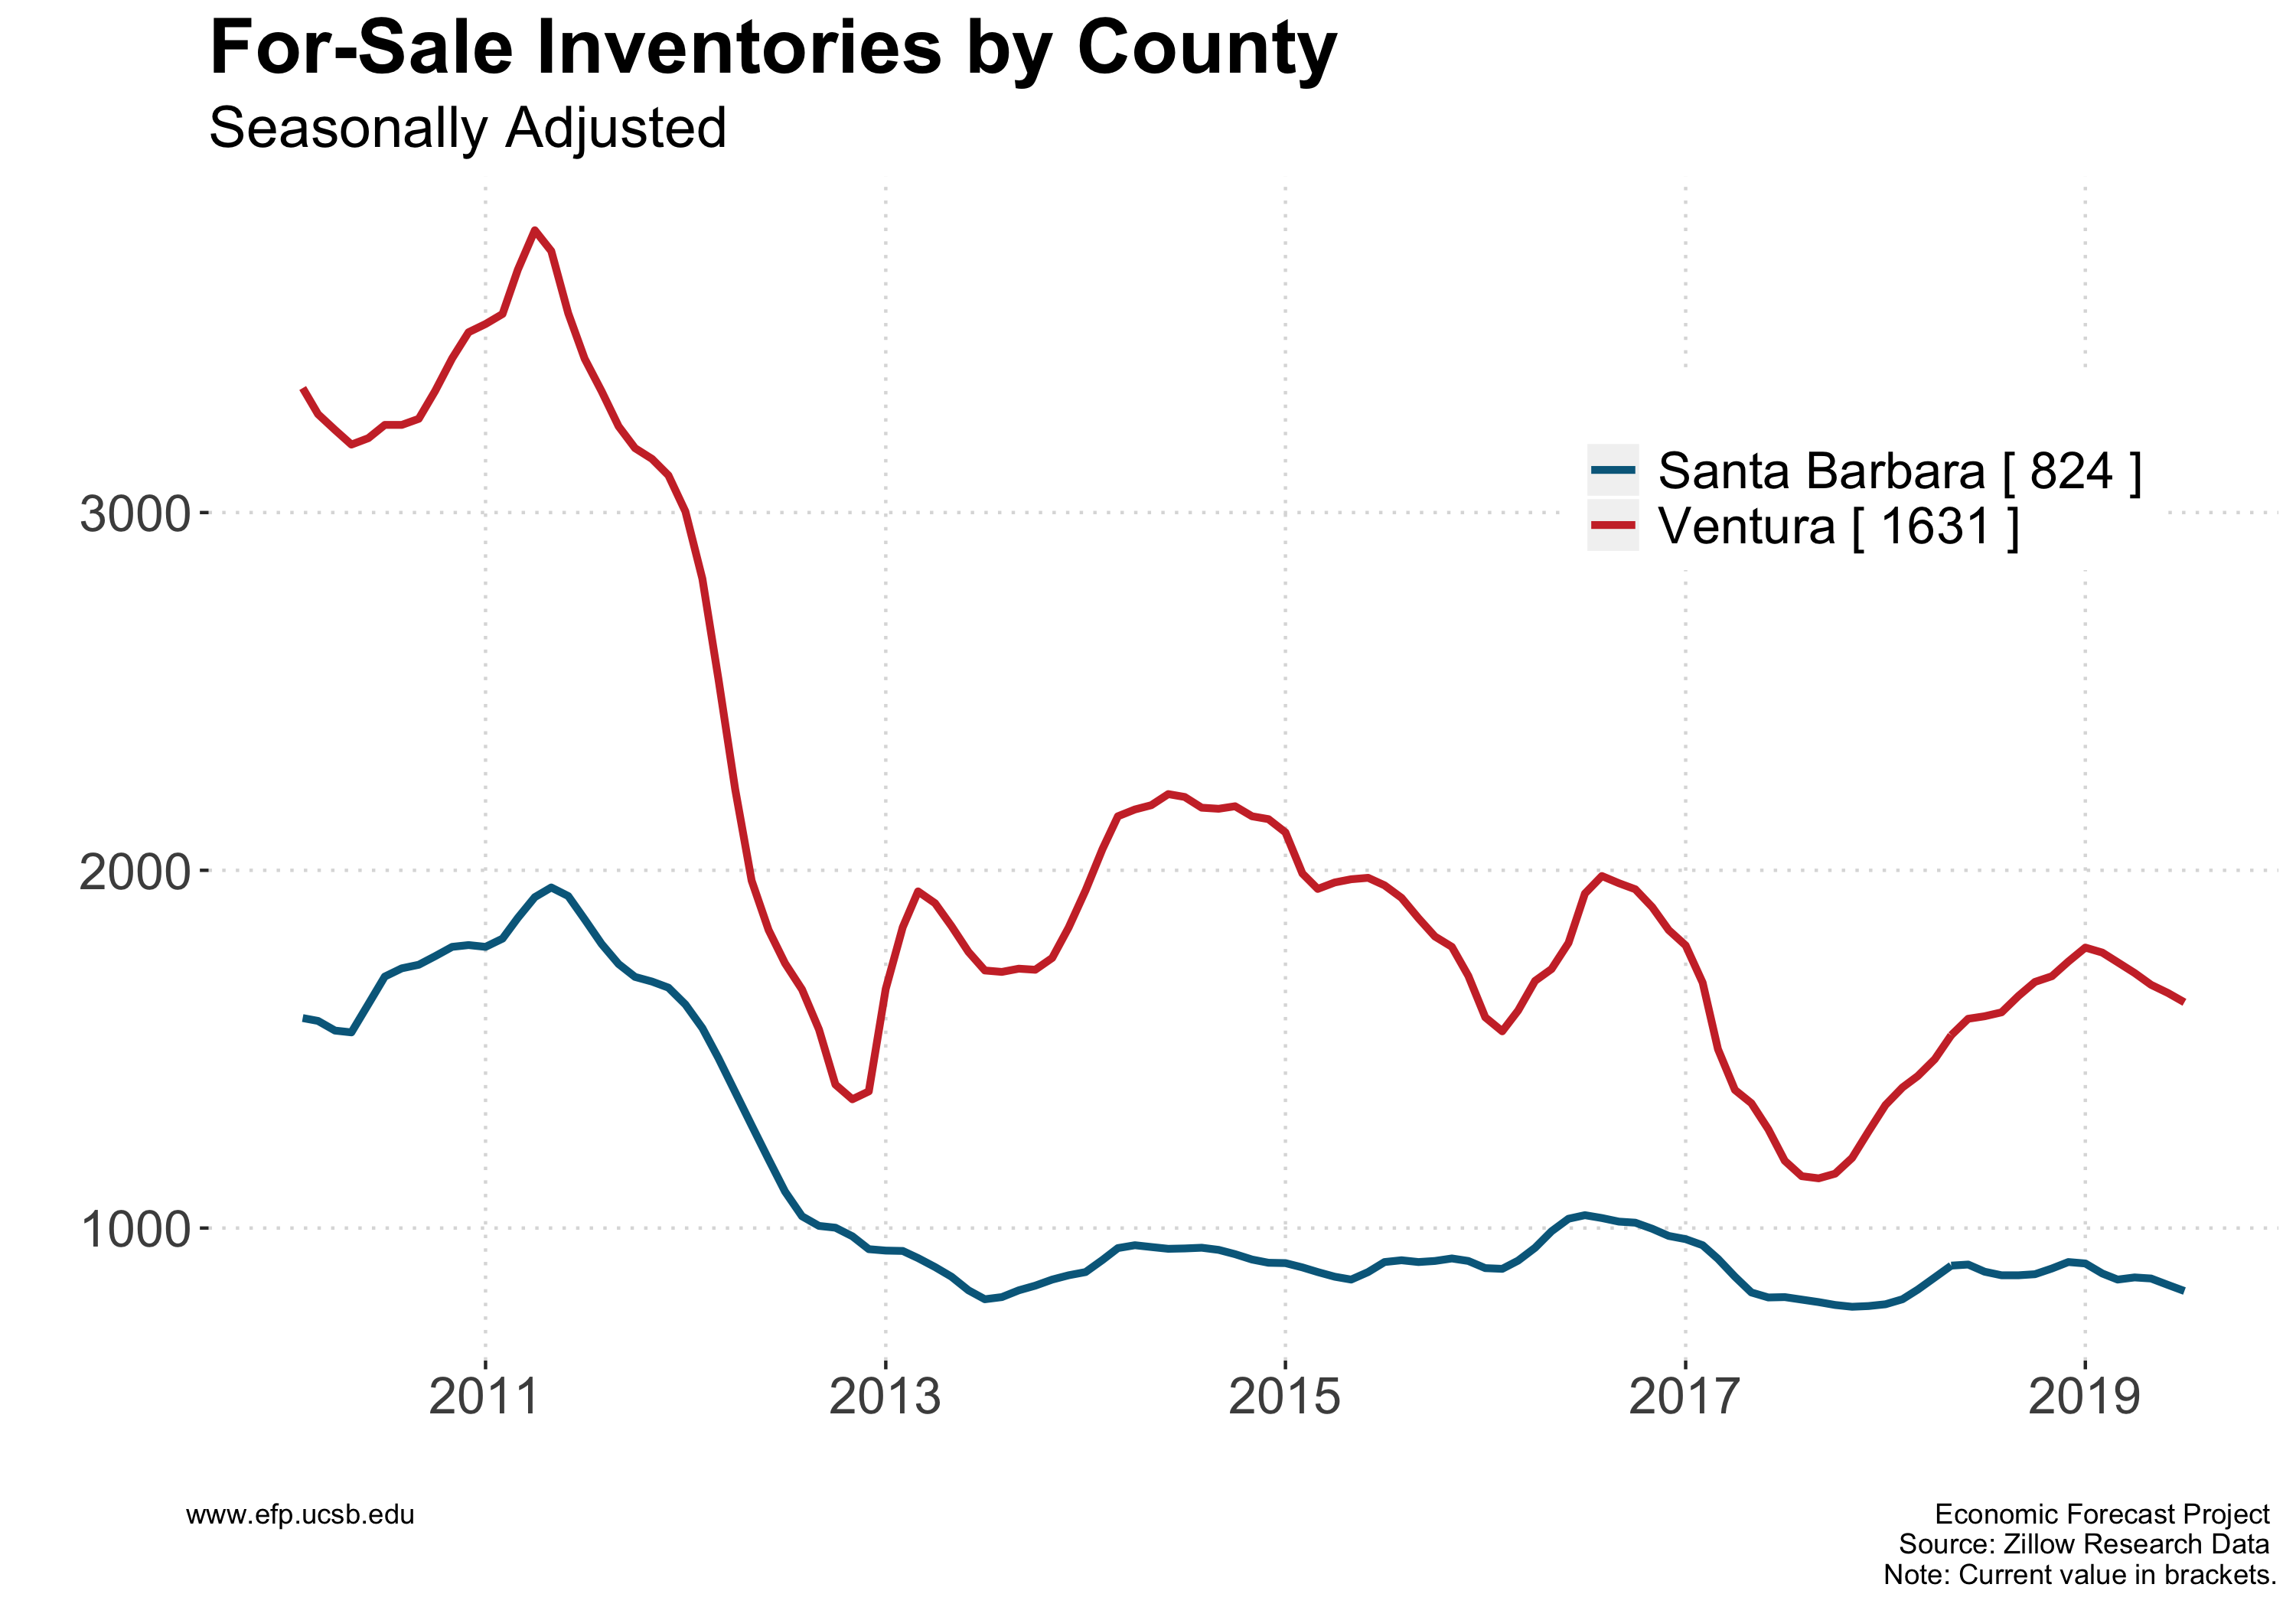 For-Sale Inventories by County
Seasonally Adjusted
3000
2000
1000
Santa Barbara [ 824 ]
Ventura [ 1631 ]
2011
2013
2015
2017
2019
www.efp.ucsb.edu
Economic Forecast Project
Source: Zillow Research Data
Note: Current value in brackets.